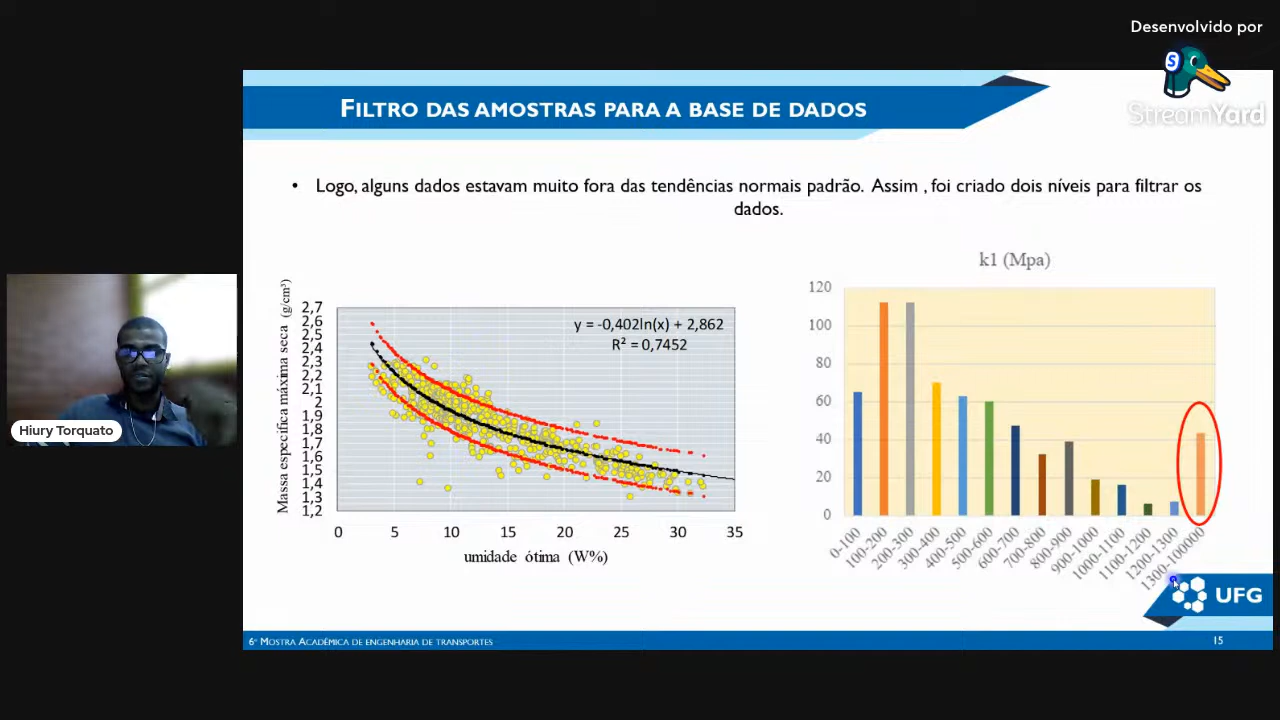 Desenvolvido por
S
StreamYard
FILTRO DAS AMOSTRAS PARA A BASE DE DADOS
• Logo, alguns dados estavam muito fora das tendências normais padrão. Assim , foi criado dois níveis para filtrar os
dados.
Massa especifica máxima seca (g/cm³)
2,7
2,6
2,5
2,4
2,3
2,2
2,1
2
1,9
1,8
1,7
1,6
1,5
1,4
1,3
1,2
y = -0,402ln(x) + 2,862
R² = 0,7452
0 5 10 15 20 25 30 35
umidade ótima (W%)
k1 (Mpa)
120
100
80
60
40
20
0
0-100
100-200
200-300
300-400
400-500
500-600
600-700
700-800
800-900
900-1000
1000-1100
1100-1200
1200-1300
1300-100000
Hiury Torquato
UFG
6º MOSTRA ACADÊMICA DE ENGENHARIA DE TRANSPORTES
15